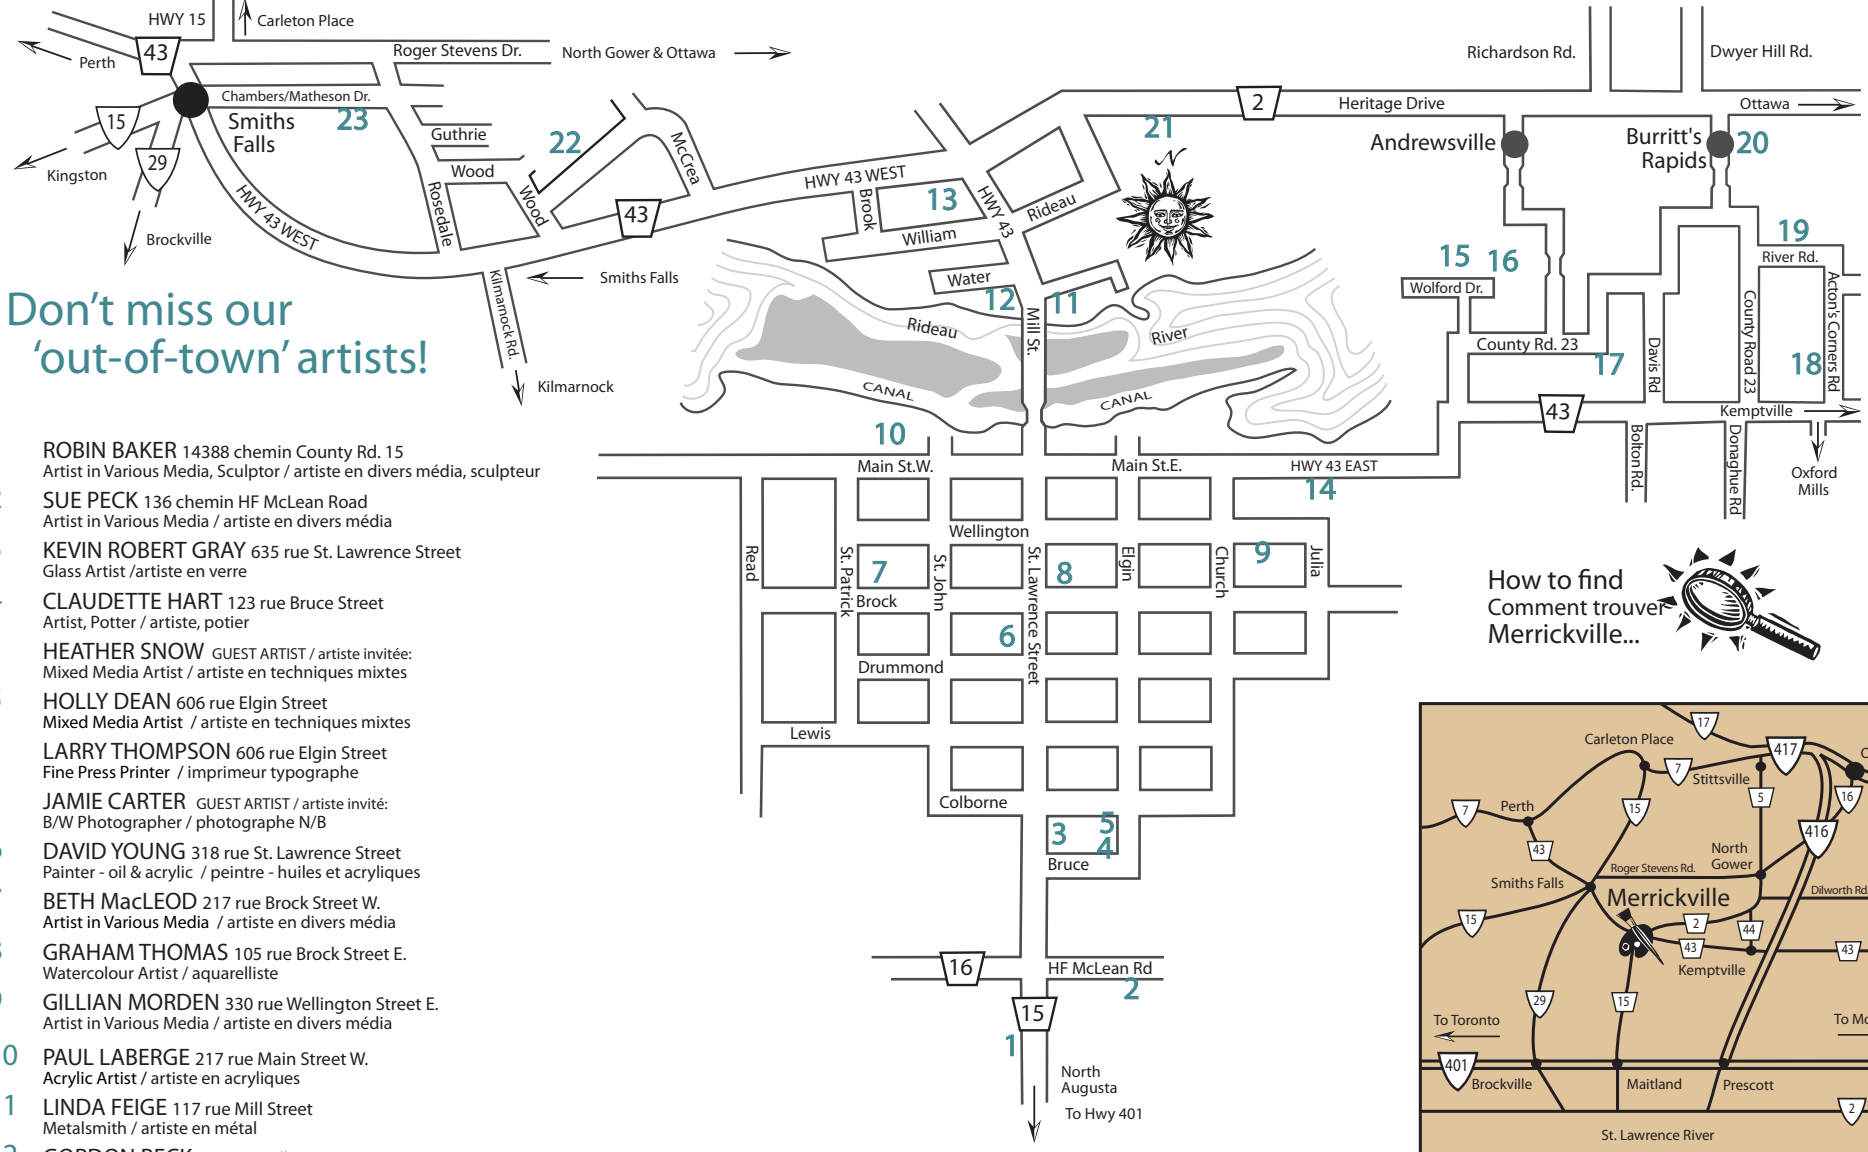 HWY 15
Carleton Place
43
Perth
Roger Stevens Dr.
North Gower & Ottawa
Chambers/Matheson Dr.
15
Smiths
Falls
23
29
Kingston
Brockville
HWY 43 WEST
Guthrie
Wood
Rosedale
Wood
22
McCrea
43
Smiths Falls
Kilmarnock Rd.
Kilmarnock
HWY 43 WEST
Brook
13
William
HWY 43
Rideau
Water
12
11
21
2
Heritage Drive
Richardson Rd.
Dwyer Hill Rd.
Ottawa
Andrewsville
Burritt's
Rapids
20
N
15
16
Wolford Dr.
19
River Rd.
Acton's Corners Rd
County Road 23
County Rd. 23
17
Davis Rd
18
43
Kemptville
Bolton Rd.
Donaghue Rd
Oxford
Mills
Rideau
River
Mill St.
CANAL
CANAL
10
Main St.W.
Main St.E.
HWY 43 EAST
14
Wellington
Read
St. Patrick
7
St. John
St. Lawrence Street
8
Elgin
Church
9
Julia
Brock
6
Drummond
Lewis
Colborne
3
5
4
Bruce
16
HF McLean Rd
2
15
1
North
Augusta
To Hwy 401
Don't miss our
'out-of-town' artists!
ROBIN BAKER 14388 chemin County Rd. 15
Artist in Various Media, Sculptor / artiste en divers média, sculpteur
SUE PECK 136 chemin HF McLean Road
Artist in Various Media / artiste en divers média
KEVIN ROBERT GRAY 635 rue St. Lawrence Street
Glass Artist /artiste en verre
CLAUDETTE HART 123 rue Bruce Street
Artist, Potter / artiste, potier
HEATHER SNOW GUEST ARTIST / artiste invitée:
Mixed Media Artist / artiste en techniques mixtes
HOLLY DEAN 606 rue Elgin Street
Mixed Media Artist / artiste en techniques mixtes
LARRY THOMPSON 606 rue Elgin Street
Fine Press Printer / imprimeur typographe
JAMIE CARTER GUEST ARTIST / artiste invité:
B/W Photographer / photographe N/B
DAVID YOUNG 318 rue St. Lawrence Street
Painter - oil & acrylic / peintre - huiles et acryliques
BETH MacLEOD 217 rue Brock Street W.
Artist in Various Media / artiste en divers média
GRAHAM THOMAS 105 rue Brock Street E.
Watercolour Artist / aquarelliste
GILLIAN MORDEN 330 rue Wellington Street E.
Artist in Various Media / artiste en divers média
0 PAUL LABERGE 217 rue Main Street W.
Acrylic Artist / artiste en acryliques
1 LINDA FEIGE 117 rue Mill Street
Metalsmith / artiste en métal
How to find
Comment trouver
Merrickville...
17
Carleton Place
417
7
Stittsville
7
Perth
15
5
16
416
43
North
Gower
Roger Stevens Rd.
Smiths Falls
Merrickville
Dilworth Rd.
15
2
44
43
43
Kemptville
29
15
To Toronto
401
Brockville
Maitland
Prescott
2
St. Lawrence River